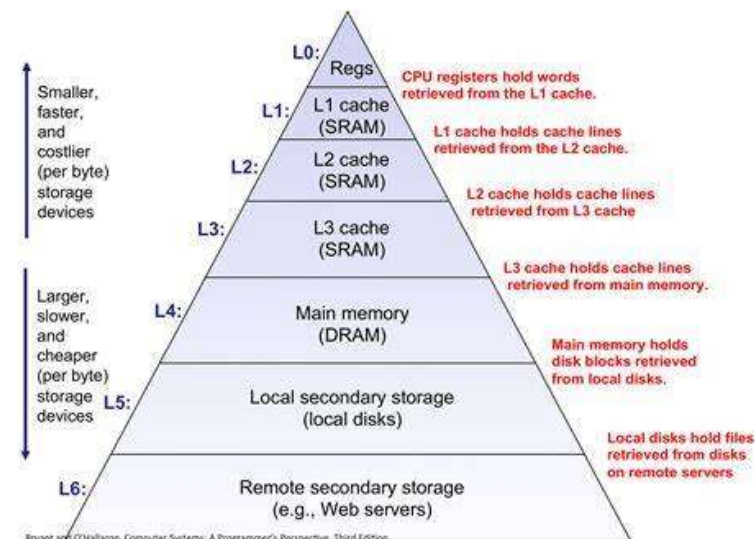 L0:
Regs
CPU registers hold words
retrieved from the L1 cache.
Smaller,
faster,
and
costlier
(per byte)
storage
devices
L1:
L1 cache
(SRAM)
L1 cache holds cache lines
retrieved from the L2 cache.
L2:
L2 cache
(SRAM)
L2 cache holds cache lines
retrieved from L3 cache
L3:
L3 cache
(SRAM)
L3 cache holds cache lines
retrieved from main memory.
Larger,
slower,
and
cheaper
(per byte)
storage
devices
L4:
Main memory
(DRAM)
Main memory holds
disk blocks retrieved
from local disks.
L5:
Local secondary storage
(local disks)
Local disks hold files
retrieved from disks
on remote servers
L6:
Remote secondary storage
(e.g., Web servers)
Bryant and O'Hallaron, Computer Systems: A Programmer's Perspective, Third Edition